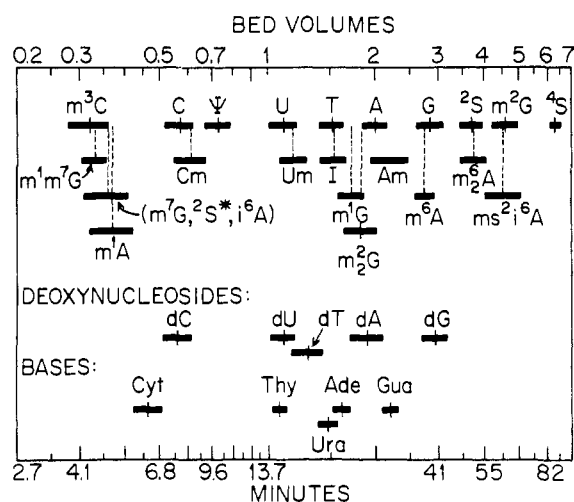 BED VOLUMES
0.2 0.3 0.5 0.7 1 2 3 4 5 6 7
m³C C Ψ U T A G ²S m²G ⁴S
m¹m⁷G Cm Um I Am m⁶₂A
(m⁷G, ²S*, i⁶A) m¹G m⁶A ms²i⁶A
m¹A m²₂G
DEOXYNUCLEOSIDES:
dC dU dT dA dG
BASES:
Cyt Thy Ade Gua
Ura
2.7 4.1 6.8 9.6 13.7 41 55 82
MINUTES